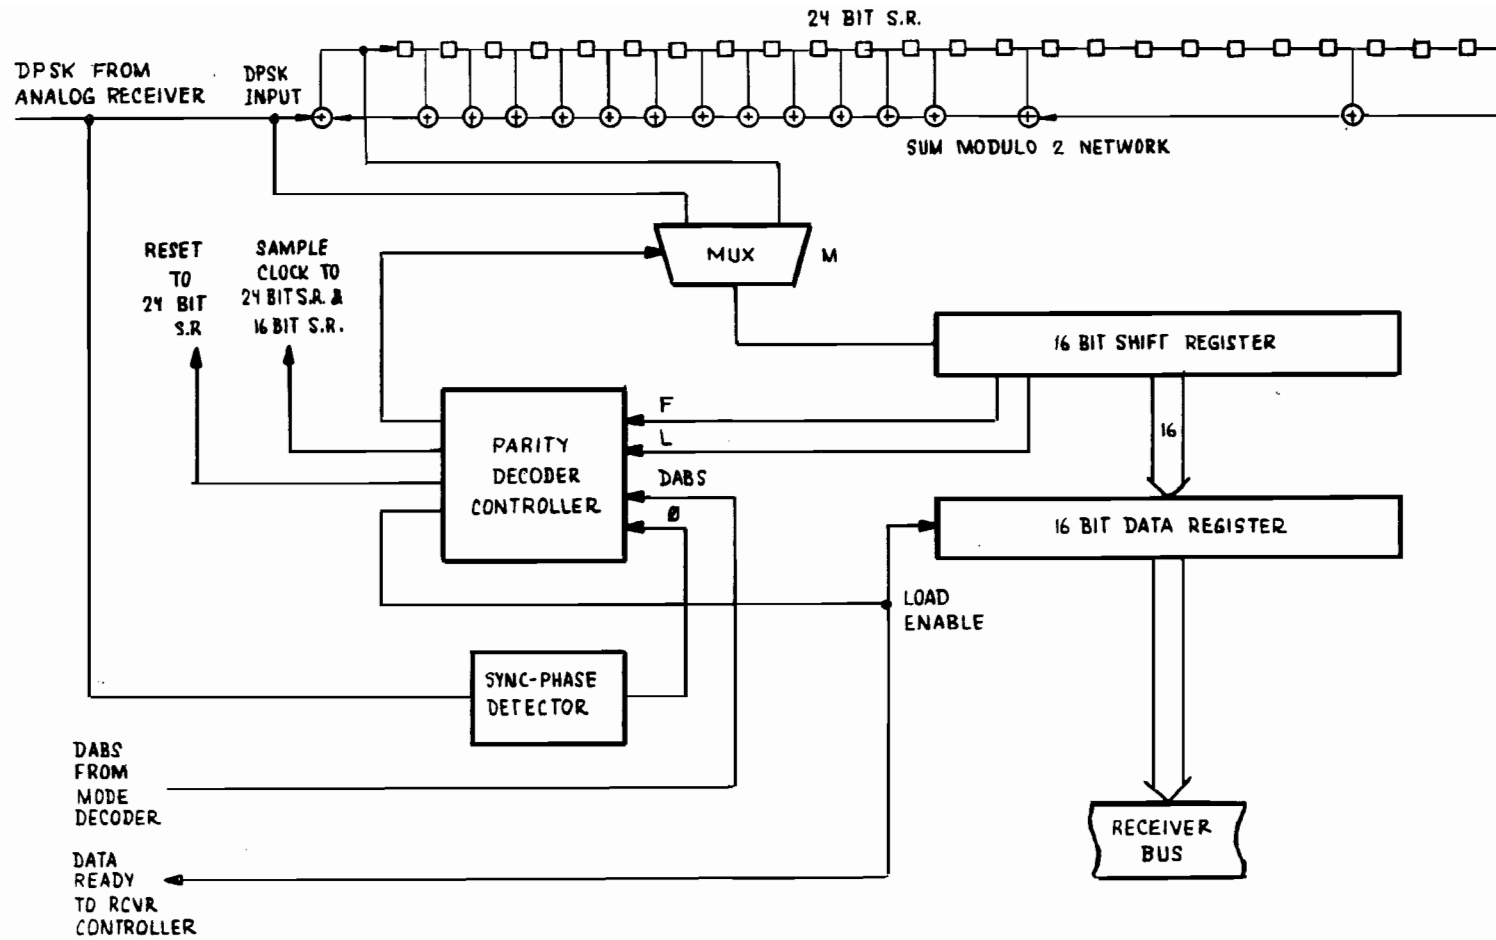 24 BIT S.R.
DPSK FROM
ANALOG RECEIVER
DPSK
INPUT
SUM MODULO 2 NETWORK
RESET
TO
24 BIT
S.R
SAMPLE
CLOCK TO
24 BIT S.R. &
16 BIT S.R.
MUX
M
16 BIT SHIFT REGISTER
F
L
DABS
Ø
PARITY
DECODER
CONTROLLER
16
16 BIT DATA REGISTER
LOAD
ENABLE
SYNC-PHASE
DETECTOR
DABS
FROM
MODE
DECODER
RECEIVER
BUS
DATA
READY
TO RCVR
CONTROLLER